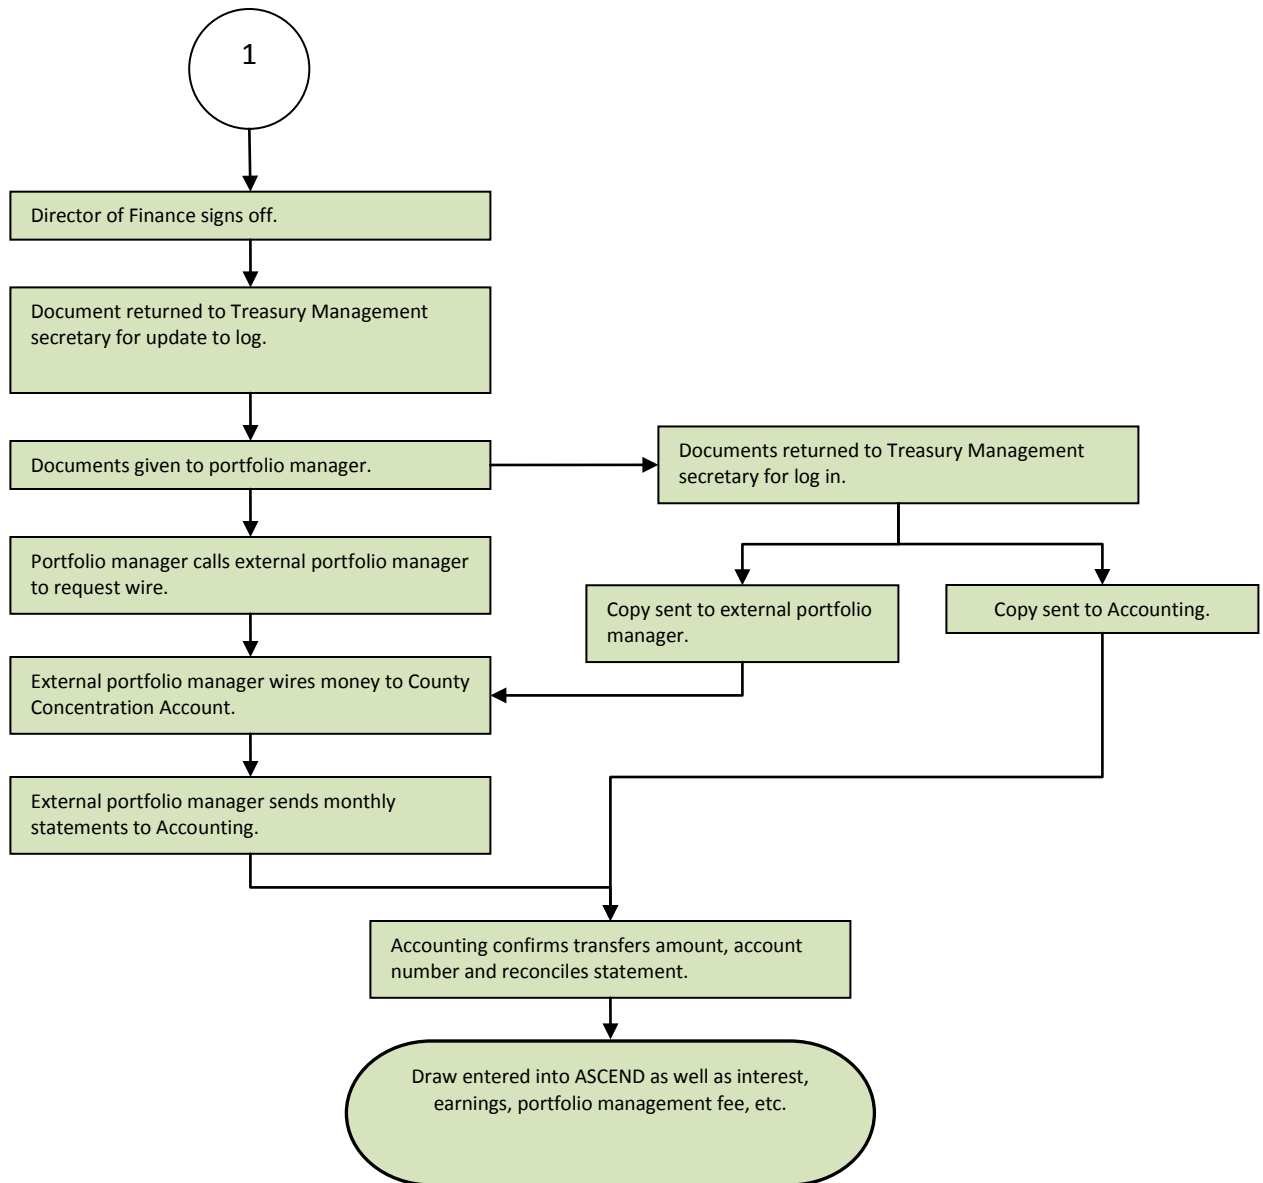 1
Director of Finance signs off.
Document returned to Treasury Management
secretary for update to log.
Documents given to portfolio manager.
Documents returned to Treasury Management
secretary for log in.
Portfolio manager calls external portfolio manager
to request wire.
Copy sent to external portfolio
manager.
Copy sent to Accounting.
External portfolio manager wires money to County
Concentration Account.
External portfolio manager sends monthly
statements to Accounting.
Accounting confirms transfers amount, account
number and reconciles statement.
Draw entered into ASCEND as well as interest,
earnings, portfolio management fee, etc.